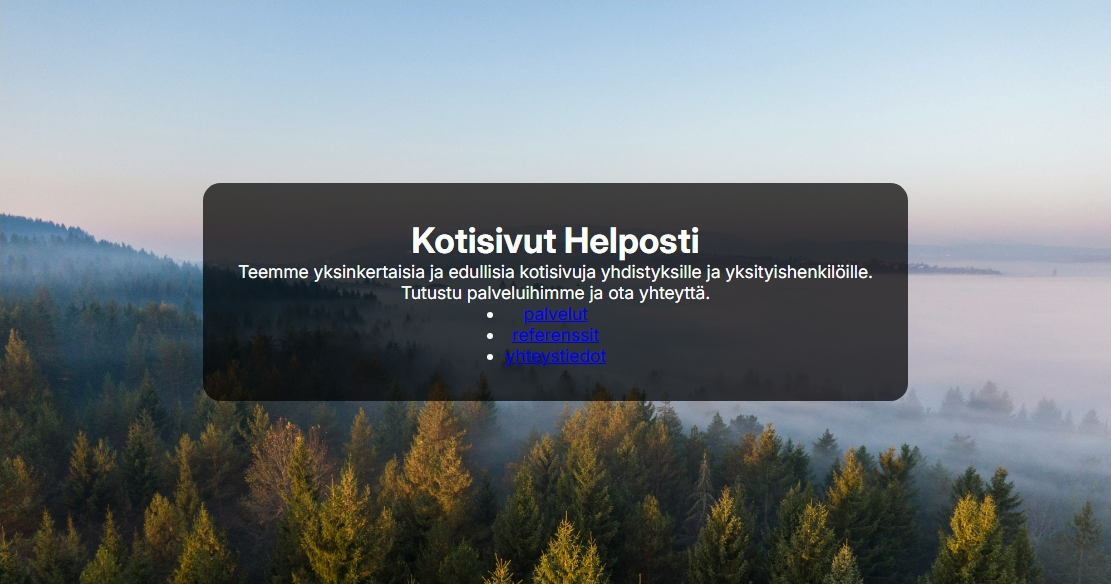 Kotisivut Helposti
Teemme yksinkertaisia ja edullisia kotisivuja yhdistyksille ja yksityishenkilöille.
Tutustu palveluihimme ja ota yhteyttä.
palvelut
referenssit
yhteystiedot